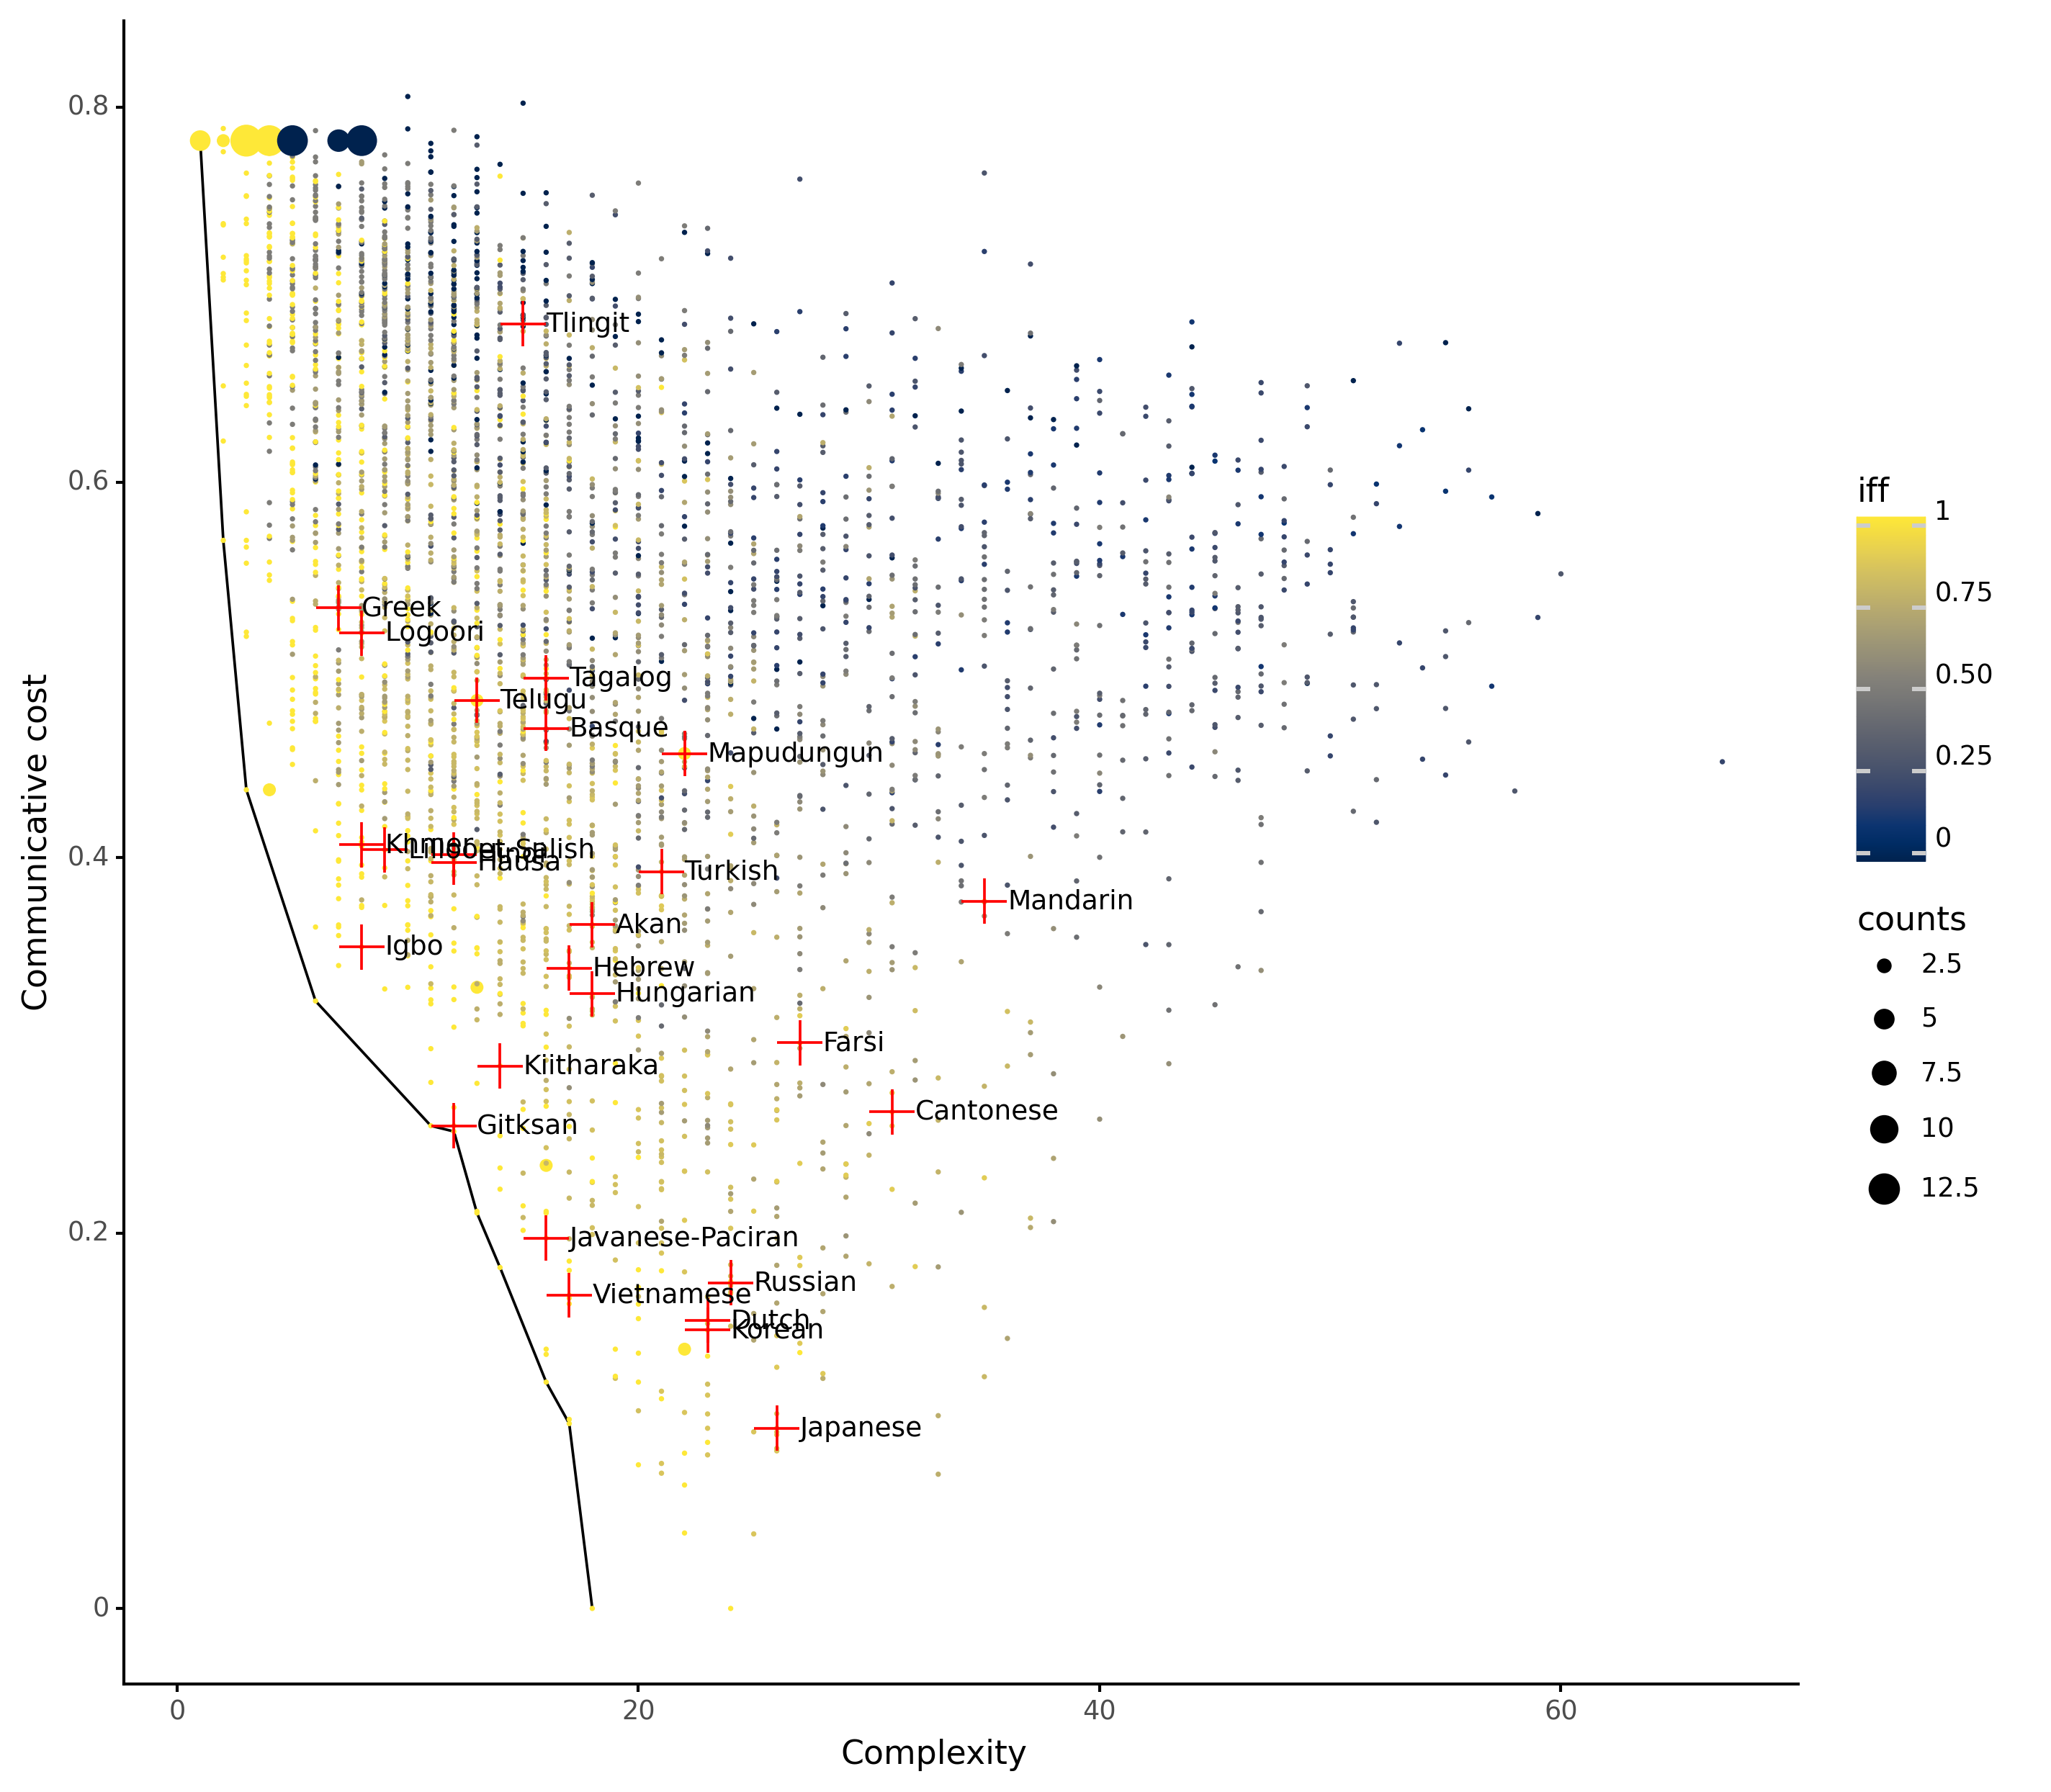 0.8
0.6
0.4
0.2
0
Communicative cost
0
20
40
60
Complexity
Tlingit
Greek
Logoori
Tagalog
Telugu
Basque
Mapudungun
Khmer
Lillooet-Salish
Hausa
Turkish
Mandarin
Akan
Igbo
Hebrew
Hungarian
Farsi
Kiitharaka
Cantonese
Gitksan
Javanese-Paciran
Russian
Vietnamese
Dutch
Korean
Japanese
iff
1
0.75
0.50
0.25
0
counts
2.5
5
7.5
10
12.5